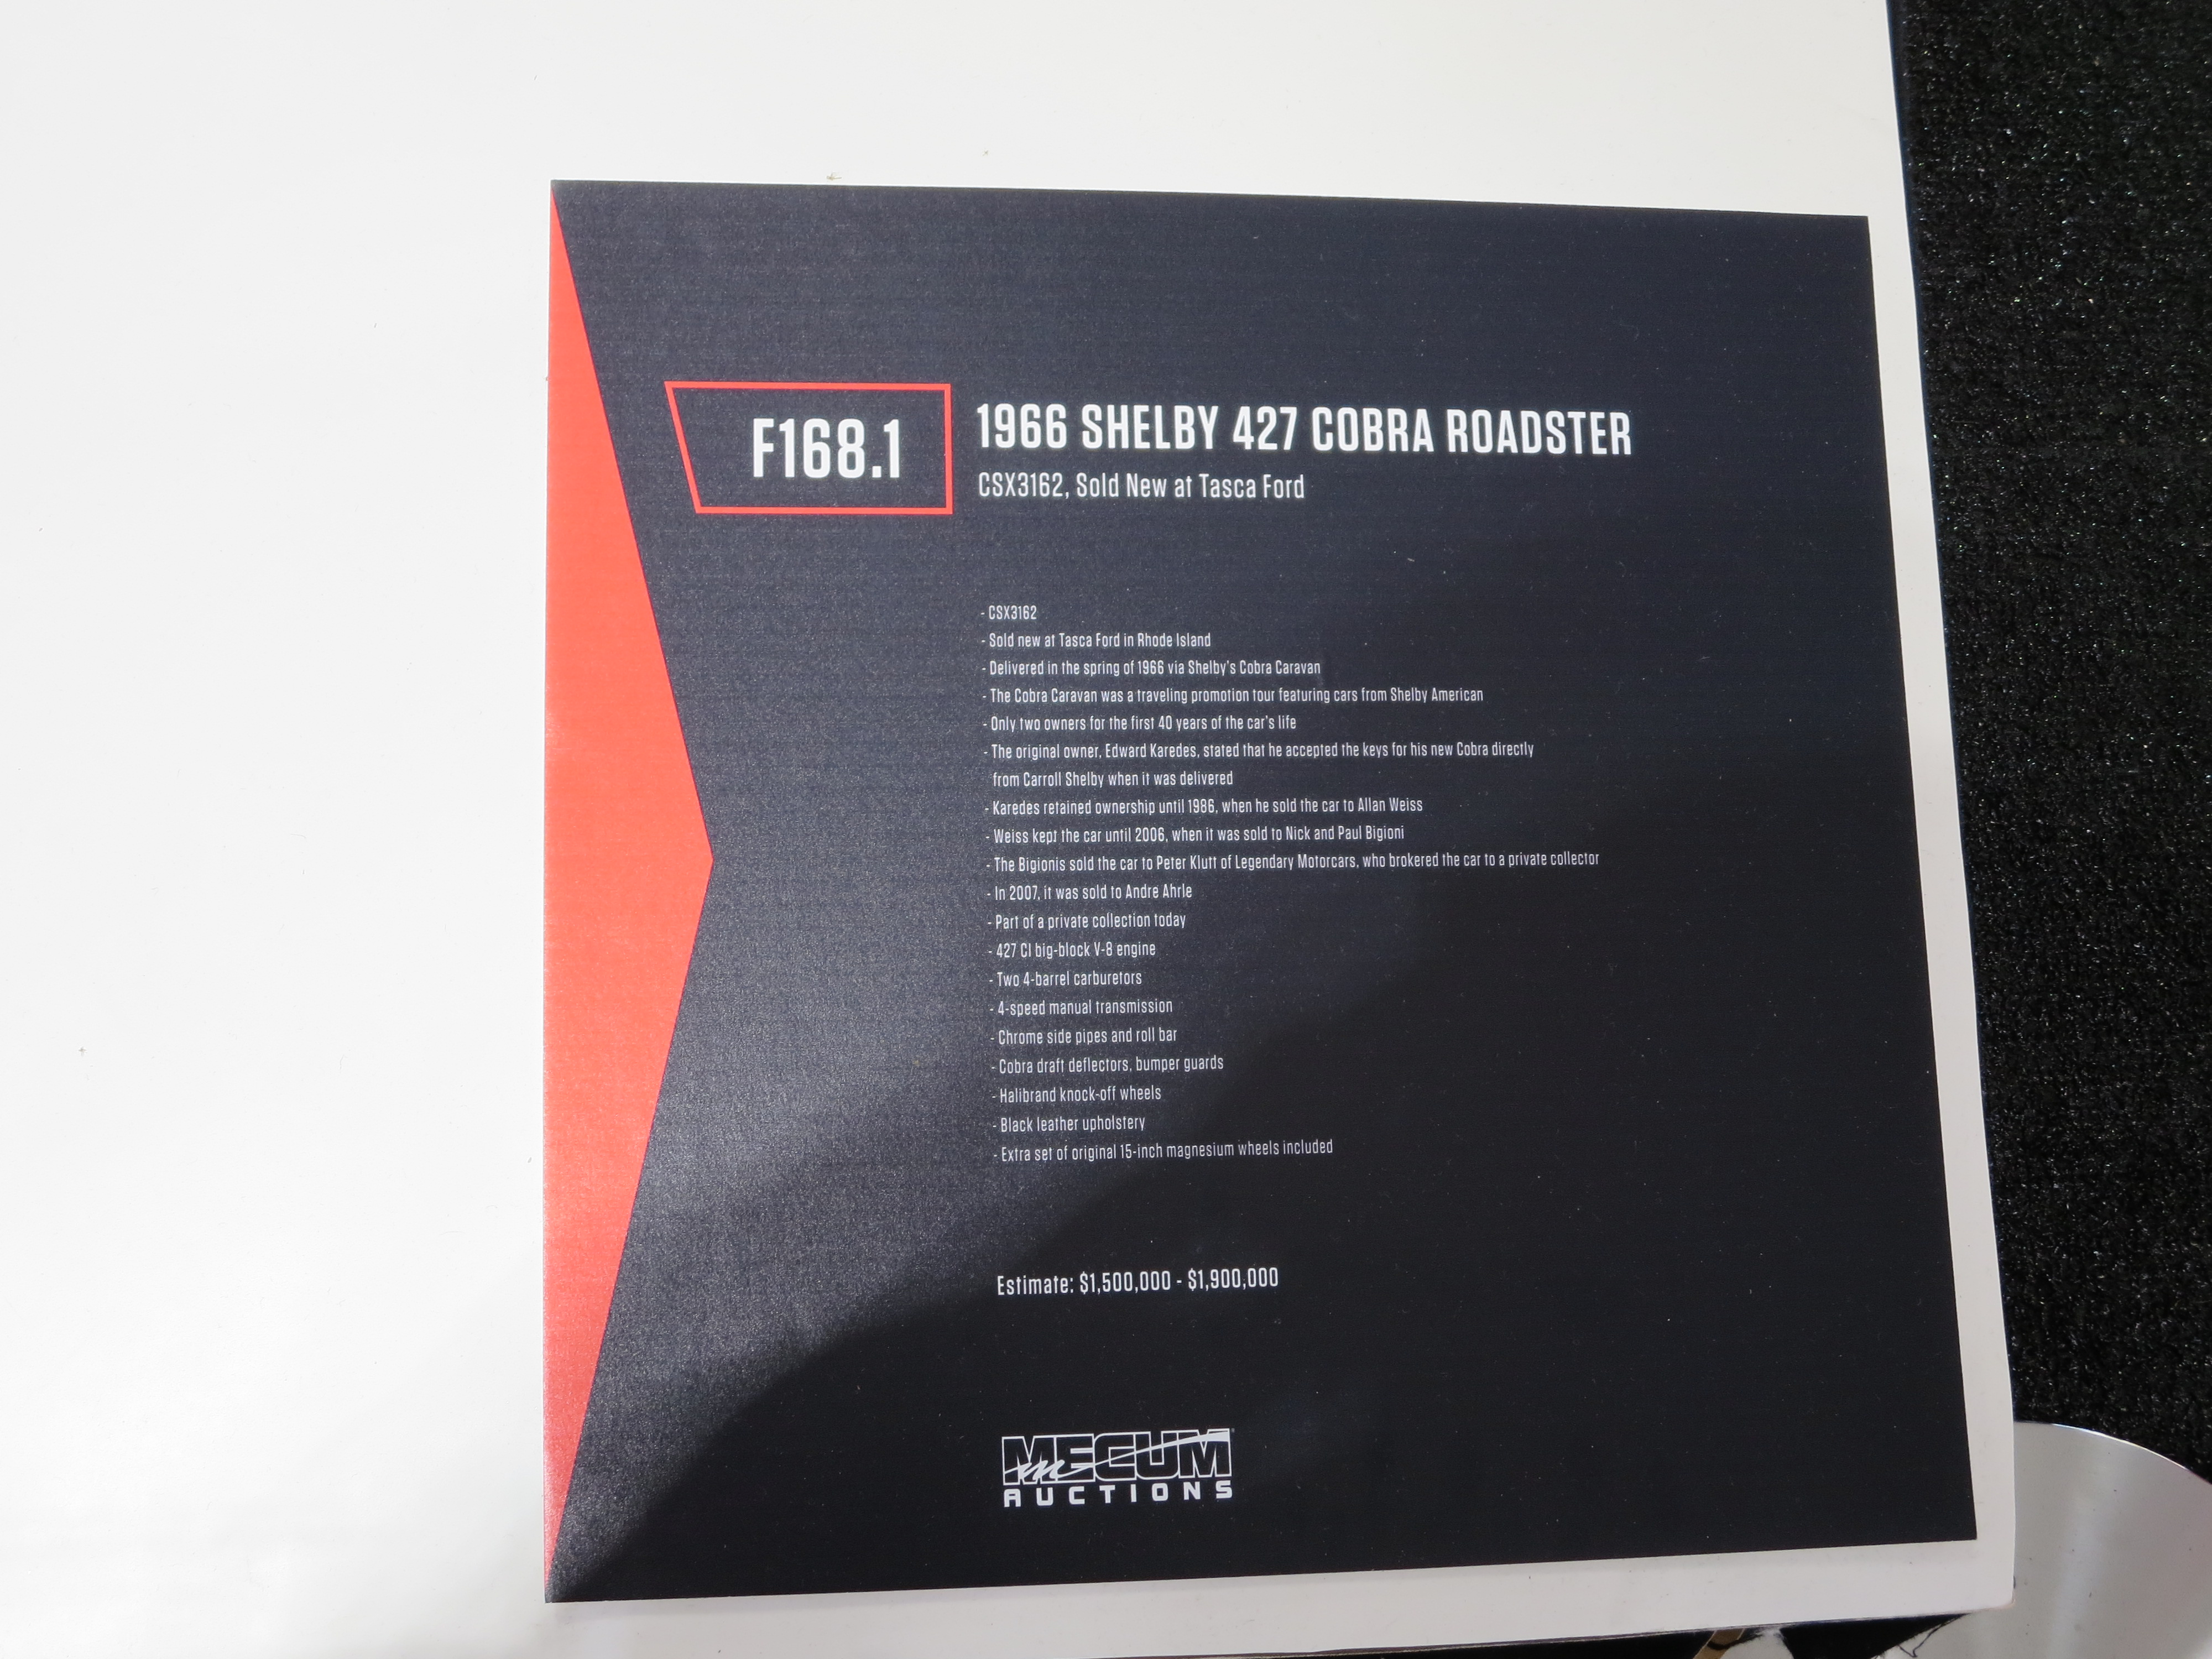 F168.1
1966 SHELBY 427 COBRA ROADSTER
CSX3162, Sold New at Tasca Ford
- CSX3162
- Sold new at Tasca Ford in Rhode Island
- Delivered in the spring of 1966 via Shelby's Cobra Caravan
- The Cobra Caravan was a traveling promotion tour featuring cars from Shelby American
- Only two owners for the first 40 years of the car's life
- The original owner, Edward Karedes, stated that he accepted the keys for his new Cobra directly
from Carroll Shelby when it was delivered
- Karedes retained ownership until 1986, when he sold the car to Allan Weiss
- Weiss kept the car until 2006, when it was sold to Nick and Paul Bigioni
- The Bigionis sold the car to Peter Klutt of Legendary Motorcars, who brokered the car to a private collector
- In 2007, it was sold to Andre Ahrle
- Part of a private collection today
- 427 CI big-block V-8 engine
- Two 4-barrel carburetors
- 4-speed manual transmission
- Chrome side pipes and roll bar
- Cobra draft deflectors, bumper guards
- Halibrand knock-off wheels
- Black leather upholstery
- Extra set of original 15-inch magnesium wheels included
Estimate: $1,500,000 - $1,900,000
MECUM
AUCTIONS